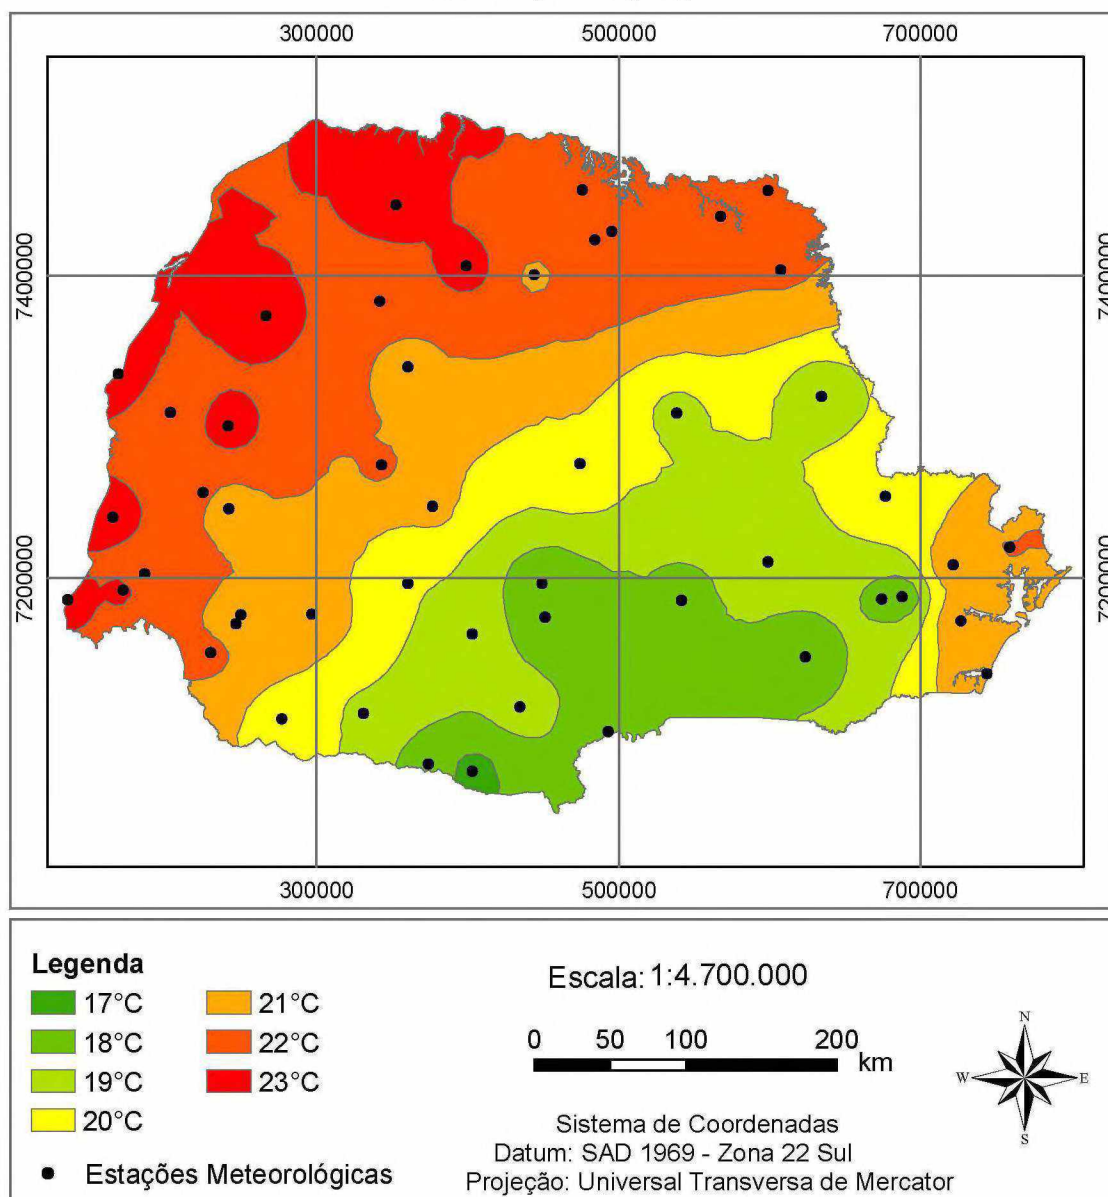 300000 500000 700000
7400000 7400000
7200000 7200000
300000 500000 700000
Legenda
17°C 21°C
18°C 22°C
19°C 23°C
20°C
Estações Meteorológicas
Escala: 1:4.700.000
0 50 100 200
km
N
W E
S
Sistema de Coordenadas
Datum: SAD 1969 - Zona 22 Sul
Projeção: Universal Transversa de Mercator